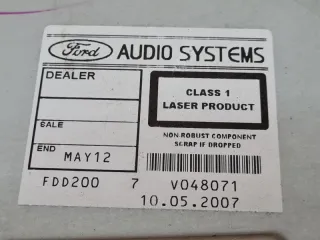 Ford AUDIO SYSTEMS
DEALER
CLASS 1
LASER PRODUCT
SALE
NON ROBUST COMPONENT
SCRAP IF DROPPED
END MAY12
FDD200 7 V048071
10.05.2007